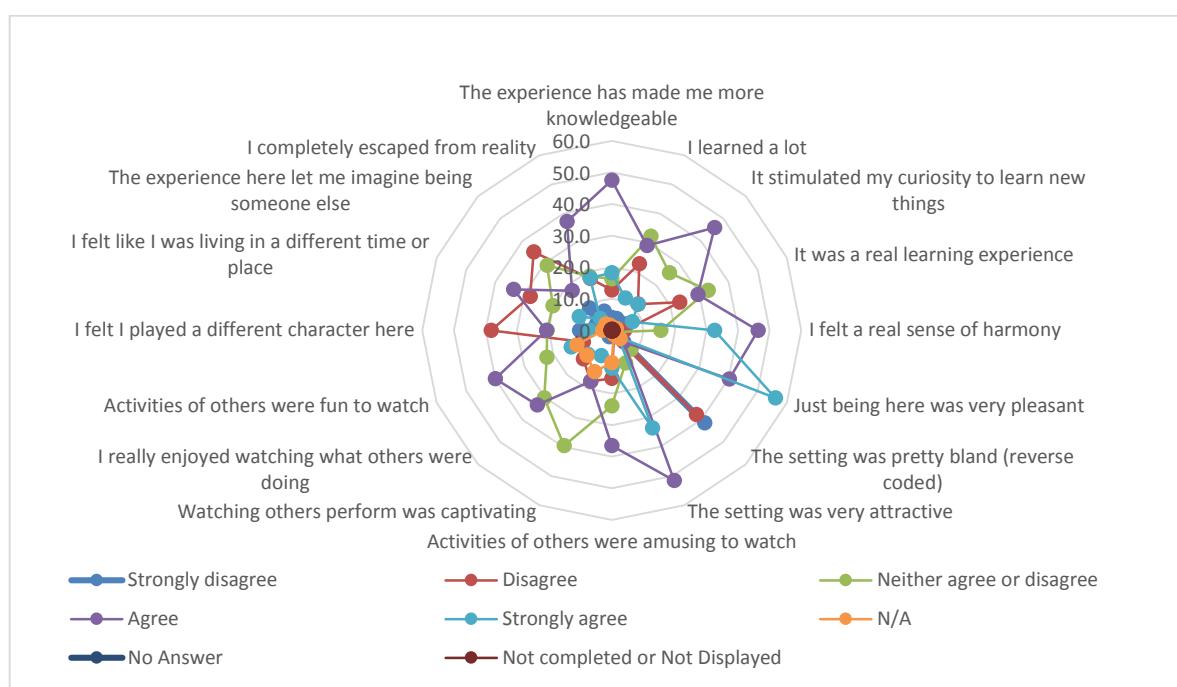 The experience has made me more
knowledgeable
I completely escaped from reality
60.0
I learned a lot
The experience here let me imagine being
someone else
50.0
It stimulated my curiosity to learn new
things
40.0
I felt like I was living in a different time or
place
30.0
It was a real learning experience
20.0
10.0
I felt I played a different character here
0.0
I felt a real sense of harmony
Activities of others were fun to watch
Just being here was very pleasant
I really enjoyed watching what others were
doing
The setting was pretty bland (reverse
coded)
Watching others perform was captivating
The setting was very attractive
Activities of others were amusing to watch
Strongly disagree
Disagree
Neither agree or disagree
Agree
Strongly agree
N/A
No Answer
Not completed or Not Displayed